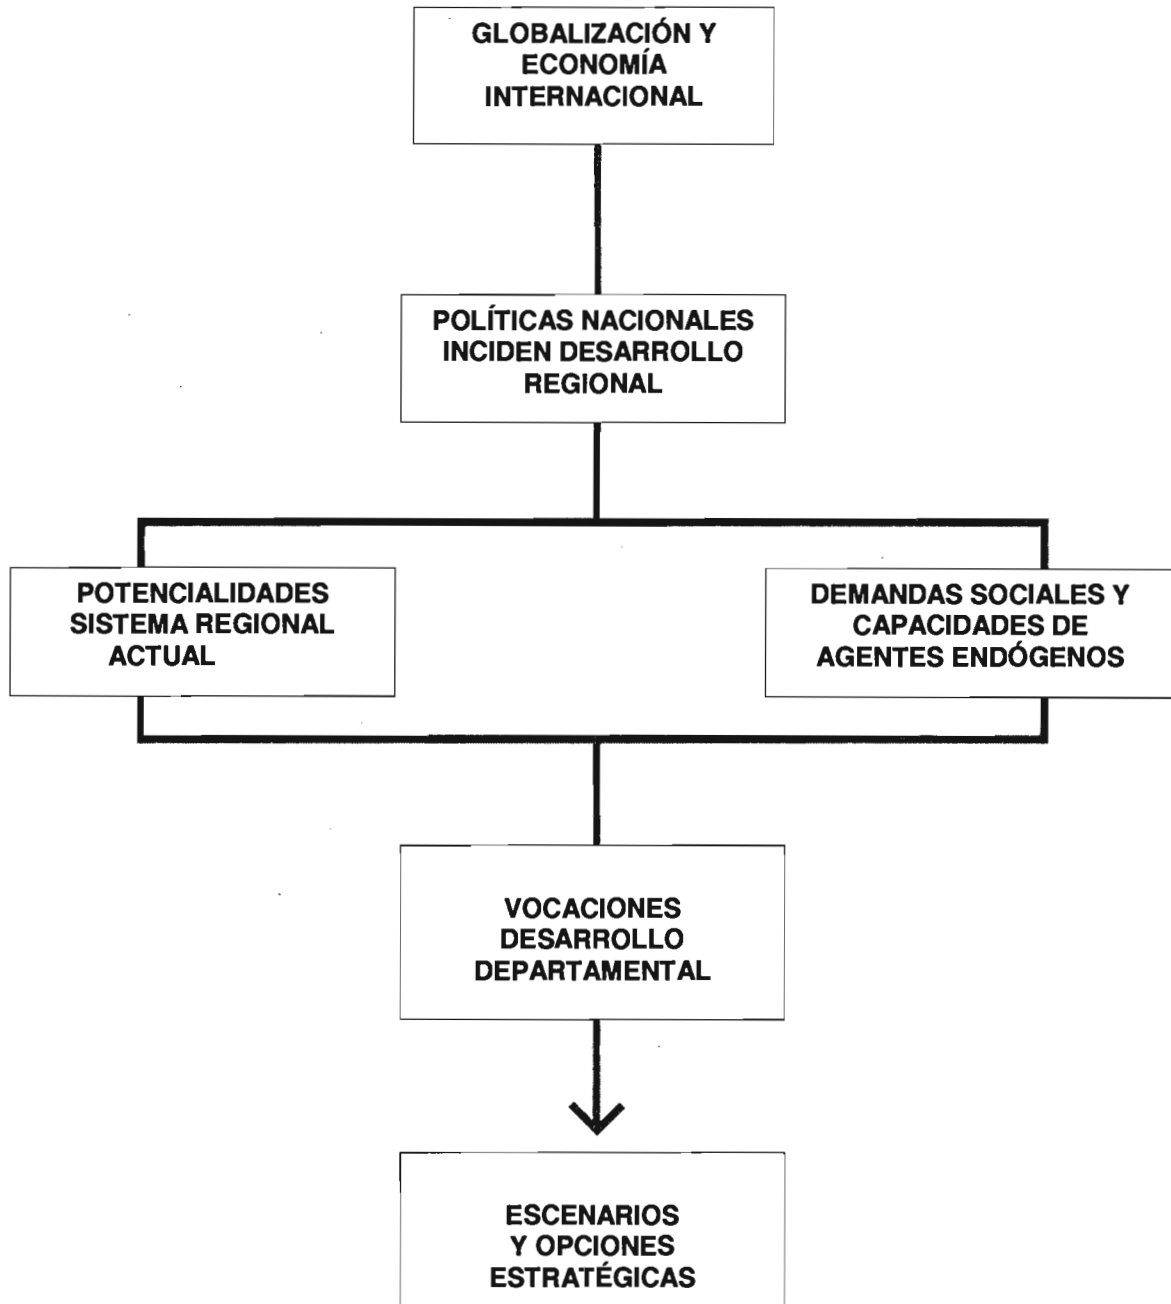 GLOBALIZACIÓN Y
ECONOMÍA
INTERNACIONAL
POLÍTICAS NACIONALES
INCIDEN DESARROLLO
REGIONAL
POTENCIALIDADES
SISTEMA REGIONAL
ACTUAL
DEMANDAS SOCIALES Y
CAPACIDADES DE
AGENTES ENDÓGENOS
VOCACIONES
DESARROLLO
DEPARTAMENTAL
ESCENARIOS
Y OPCIONES
ESTRATÉGICAS